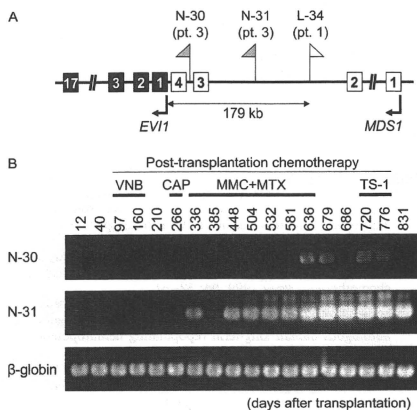 A
N-30 N-31 L-34
(pt. 3) (pt. 3) (pt. 1)
17 3 2 1 4 3 2 1
179 kb
EVI1 MDS1
B
Post-transplantation chemotherapy
VNB CAP MMC+MTX TS-1
12 40 97 160 210 266 336 385 448 504 532 581 636 679 686 720 776 831
N-30
N-31
β-globin
(days after transplantation)